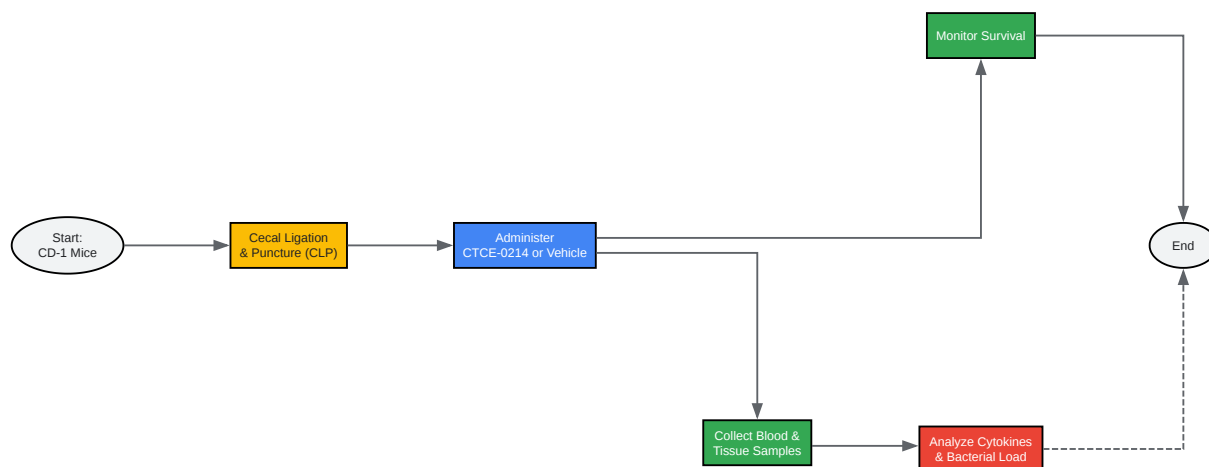 Monitor Survival
Start:
CD-1 Mice
Cecal Ligation
& Puncture (CLP)
Administer
CTCE-0214 or Vehicle
End
Collect Blood &
Tissue Samples
Analyze Cytokines
& Bacterial Load